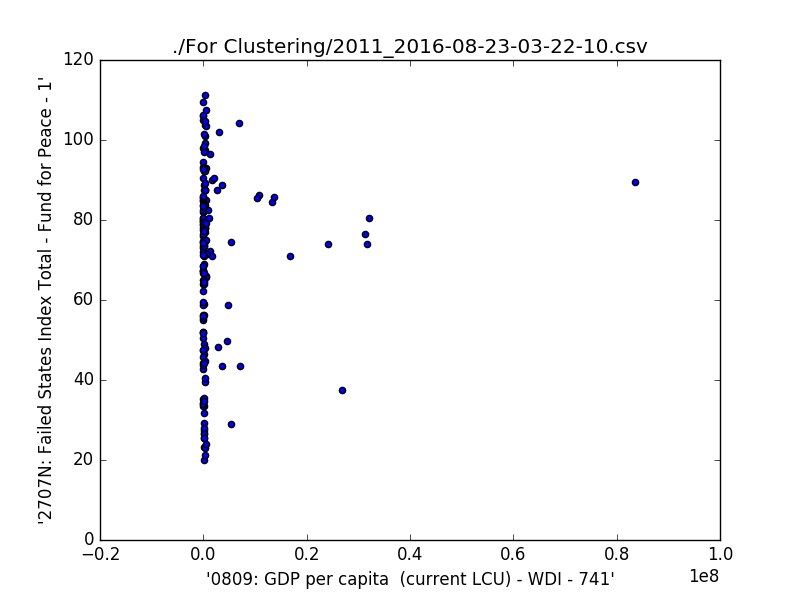 ./For Clustering/2011_2016-08-23-03-22-10.csv
'2707N: Failed States Index Total - Fund for Peace - 1'
120
100
80
60
40
20
0
−0.2 0.0 0.2 0.4 0.6 0.8 1.0
1e8
'0809: GDP per capita  (current LCU) - WDI - 741'